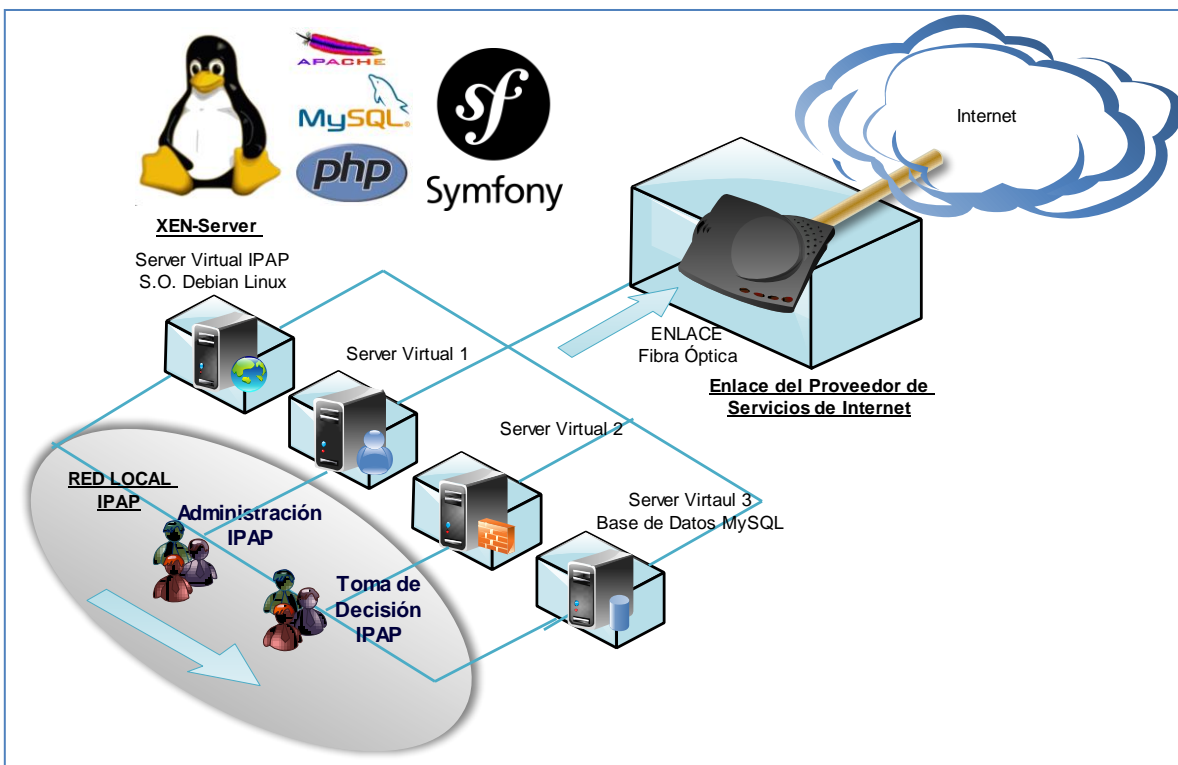 APACHE
MySQL
php
sf
Symfony
Internet
XEN-Server
Server Virtual IPAP
S.O. Debian Linux
Server Virtual 1
ENLACE
Fibra Óptica
Enlace del Proveedor de
Servicios de Internet
Server Virtual 2
RED LOCAL
IPAP
Administración
IPAP
Server Virtaul 3
Base de Datos MySQL
Toma de
Decisión
IPAP